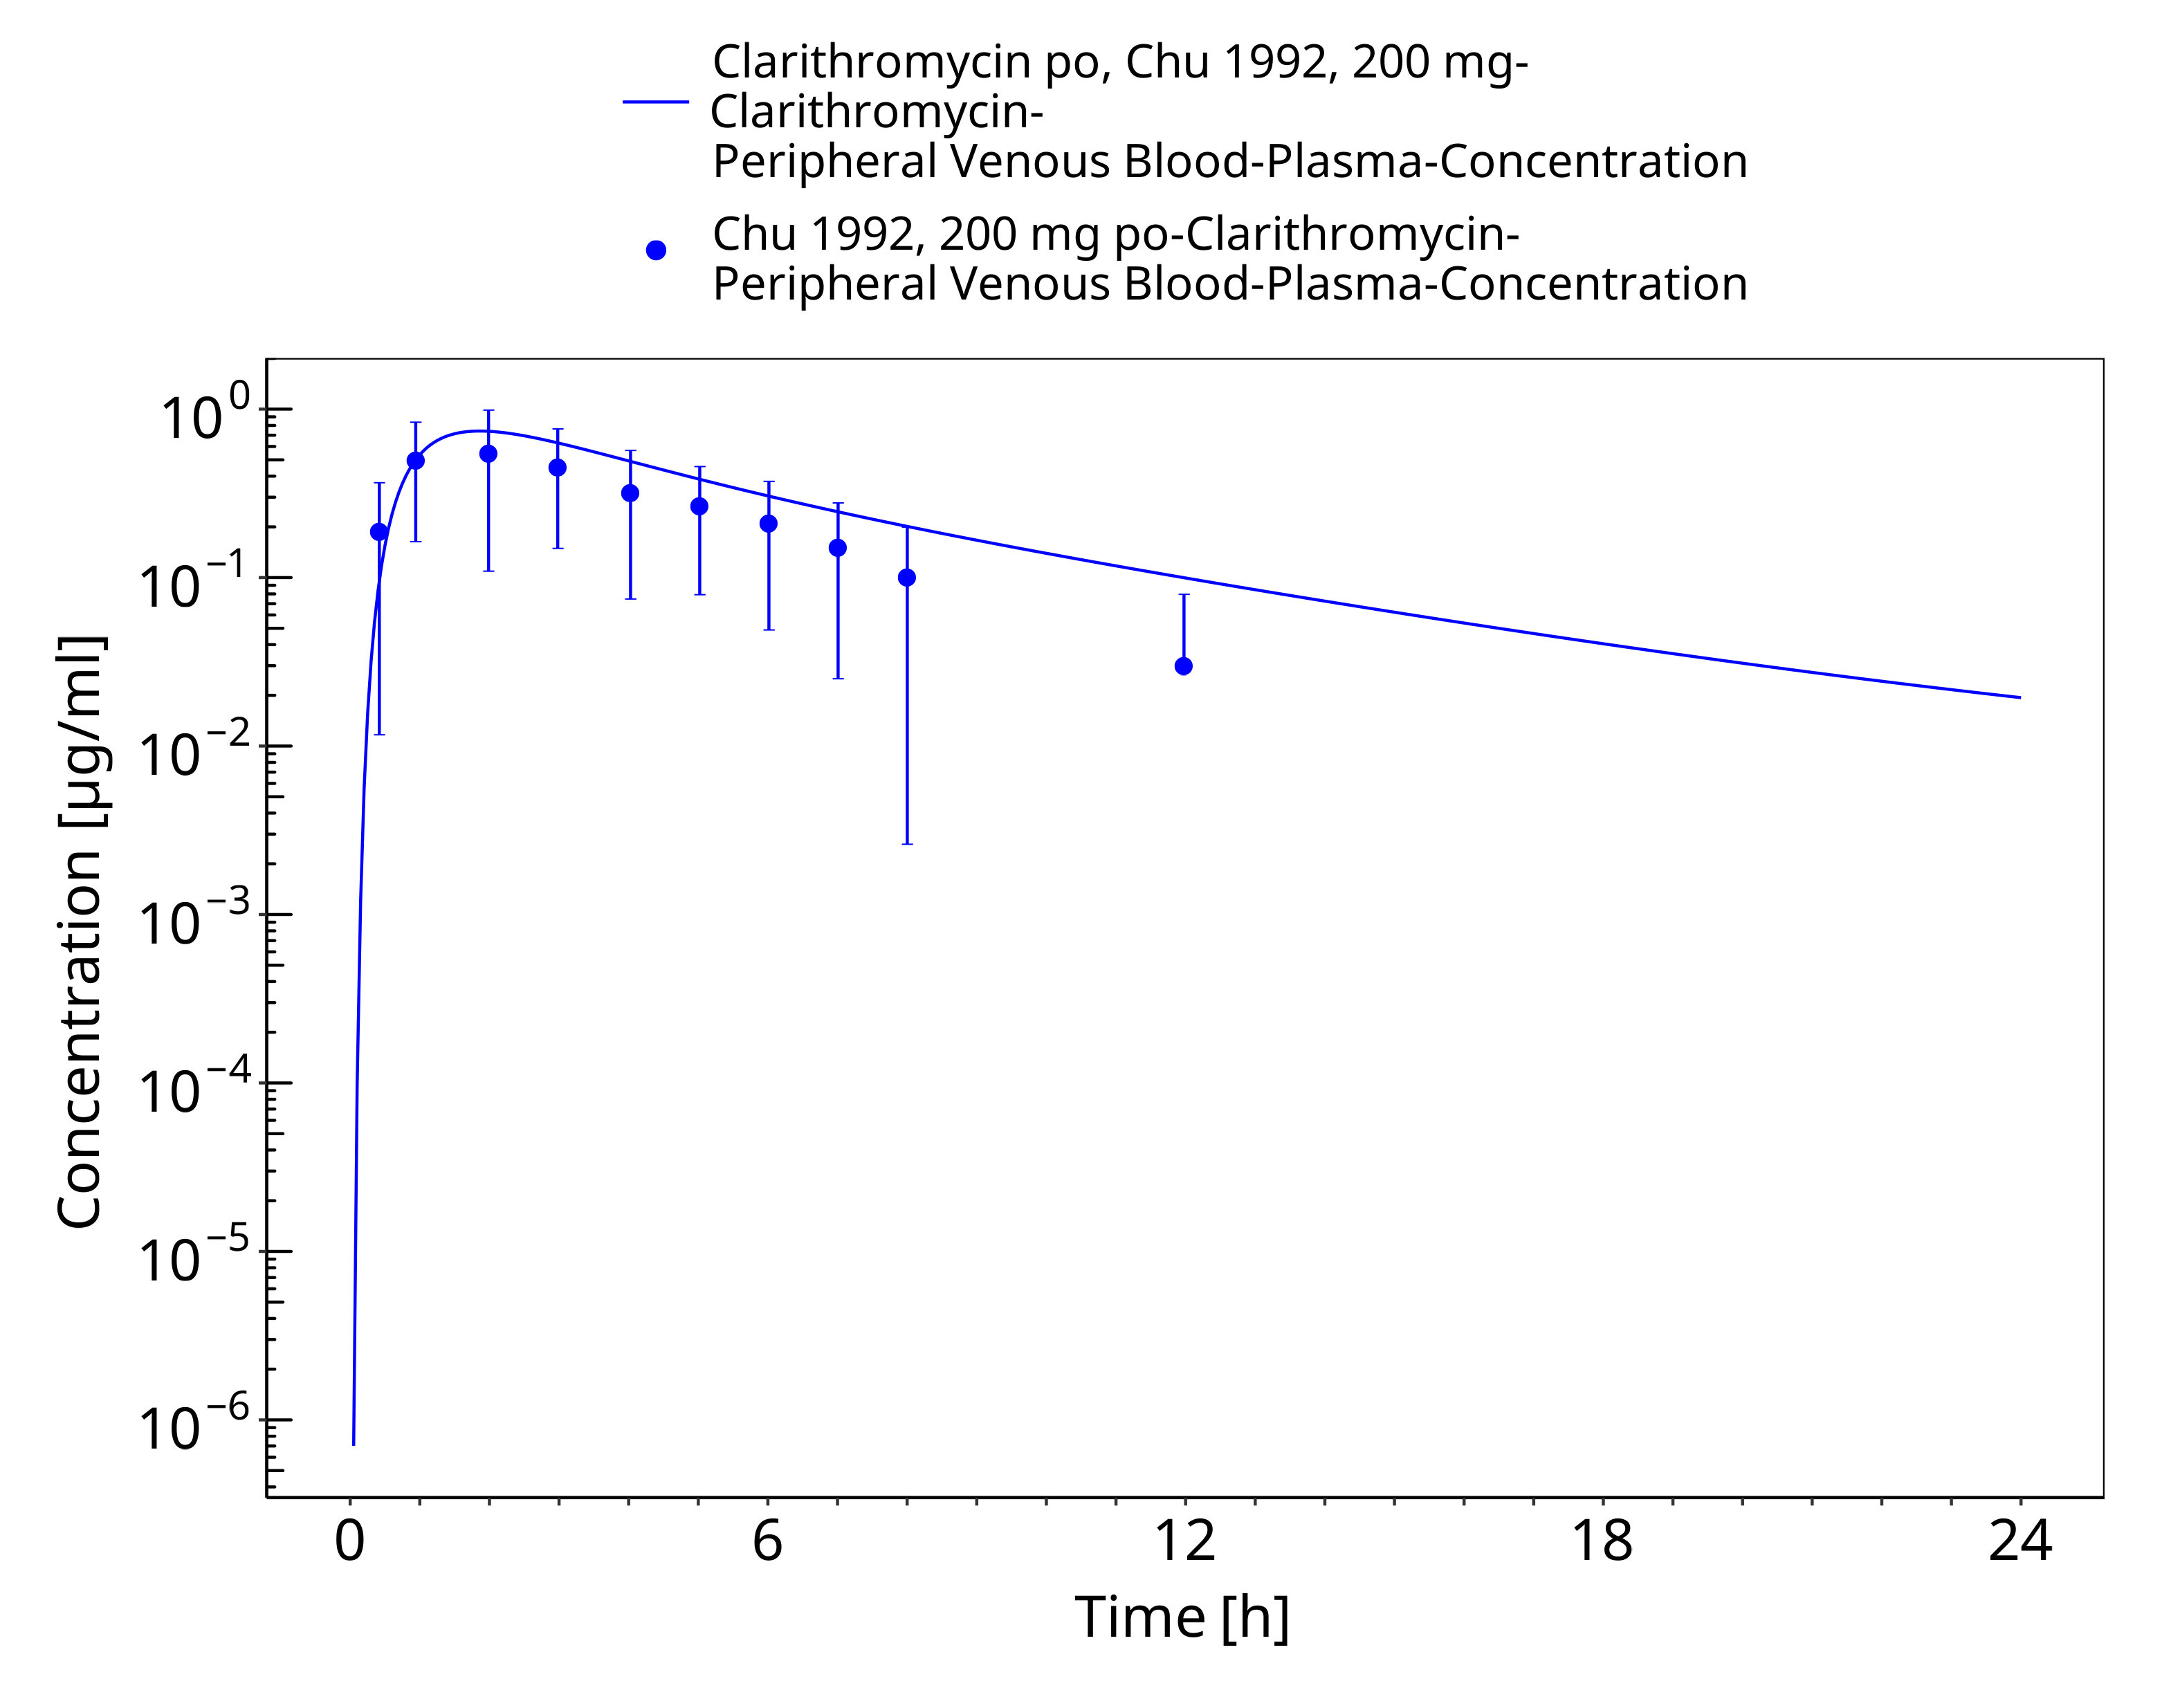 Clarithromycin po, Chu 1992, 200 mg-
Clarithromycin-
Peripheral Venous Blood-Plasma-Concentration
Chu 1992, 200 mg po-Clarithromycin-
Peripheral Venous Blood-Plasma-Concentration
10⁰
10⁻¹
10⁻²
10⁻³
10⁻⁴
10⁻⁵
10⁻⁶
Concentration [µg/ml]
0 6 12 18 24
Time [h]